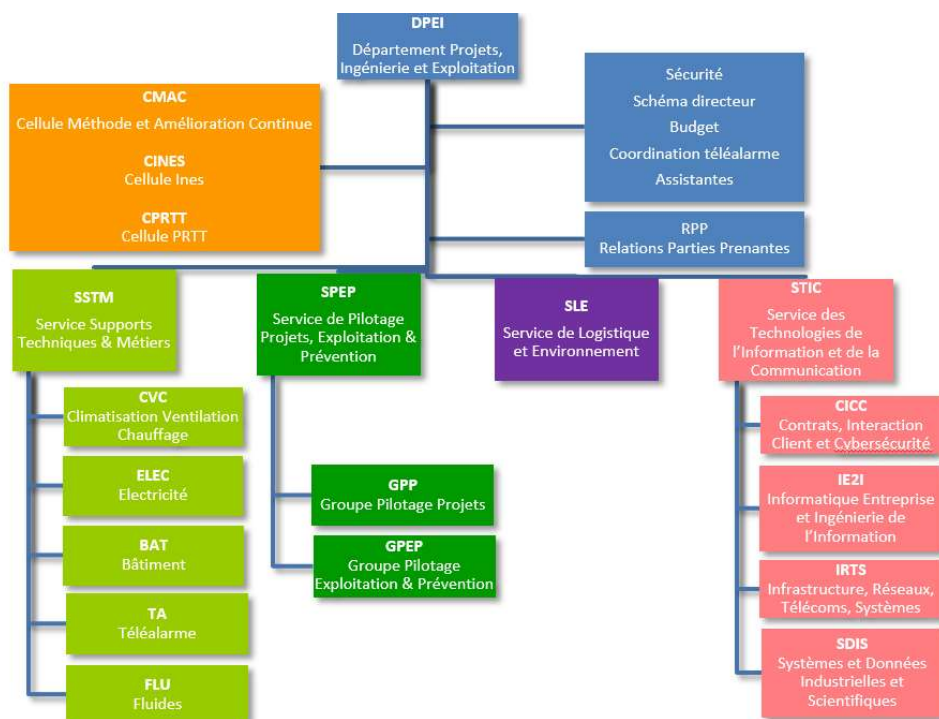 DPEI
Département Projets,
Ingénierie et Exploitation
CMAC
Cellule Méthode et Amélioration Continue
CINES
Cellule Ines
CPRTT
Cellule PRTT
Sécurité
Schéma directeur
Budget
Coordination téléalarme
Assistantes
RPP
Relations Parties Prenantes
SSTM
Service Supports
Techniques & Métiers
CVC
Climatisation Ventilation
Chauffage
ELEC
Electricité
BAT
Bâtiment
TA
Téléalarme
FLU
Fluides
SPEP
Service de Pilotage
Projets, Exploitation &
Prévention
GPP
Groupe Pilotage Projets
GPEP
Groupe Pilotage
Exploitation & Prévention
SLE
Service de Logistique
et Environnement
STIC
Service des
Technologies de
l'Information et de la
Communication
CICC
Contrats, Interaction
Client et Cybersécurité
IE2I
Informatique Entreprise
et Ingénierie de
l'Information
IRTS
Infrastructure, Réseaux,
Télécoms, Systèmes
SDIS
Systèmes et Données
Industrielles et
Scientifiques